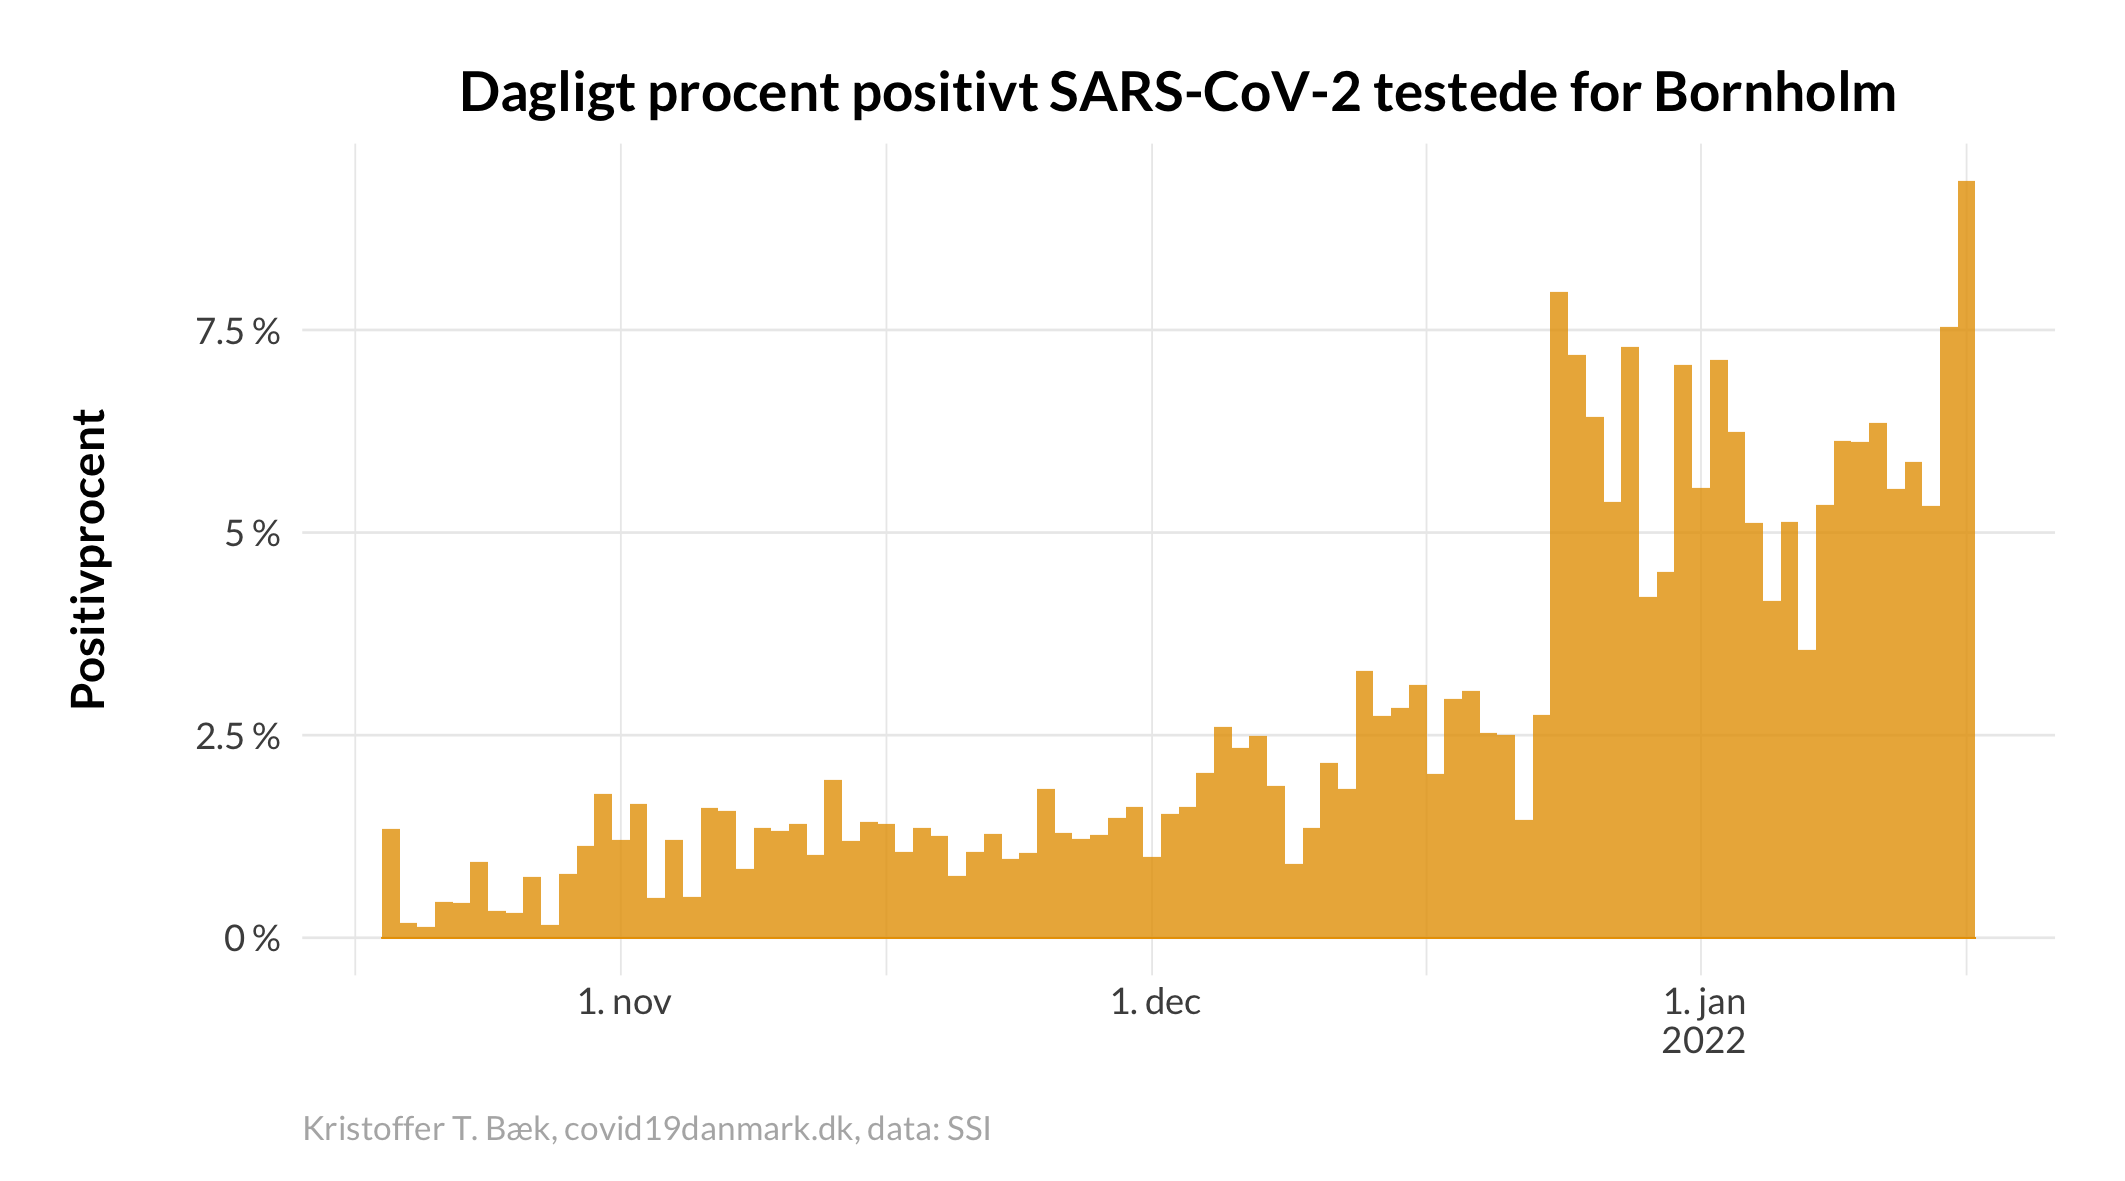 Dagligt procent positivt SARS-CoV-2 testede for Bornholm
Positivprocent
7.5 %
5 %
2.5 %
0 %
1. nov
1. dec
1. jan
2022
Kristoffer T. Bæk, covid19danmark.dk, data: SSI